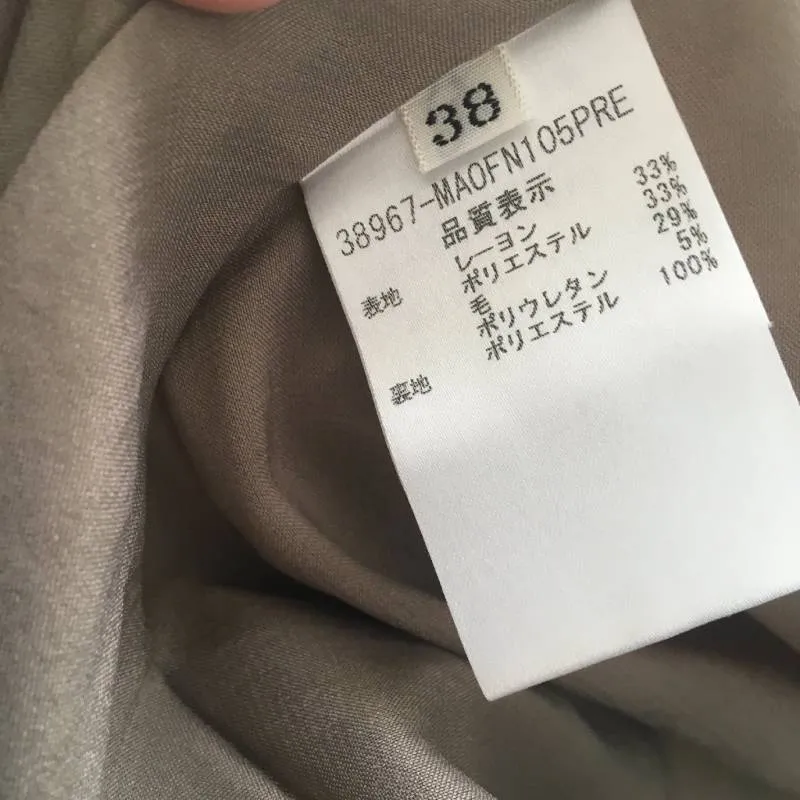 38
38967-MAOFN105PRE
品質表示
表地 レーヨン 33%
ポリエステル 33%
毛 29%
ポリウレタン 5%
裏地 ポリエステル 100%